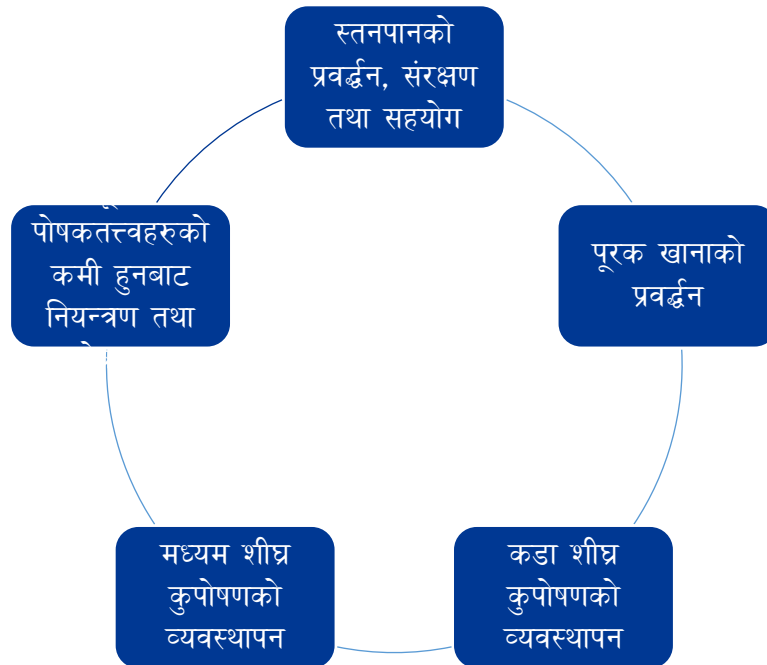 स्तनपानको
प्रवर्द्धन, संरक्षण
तथा सहयोग
पूरक खानाको
प्रवर्द्धन
कडा शीघ्र
कुपोषणको
व्यवस्थापन
मध्यम शीघ्र
कुपोषणको
व्यवस्थापन
पोषकतत्त्वहरुको
कमी हुनबाट
नियन्त्रण तथा